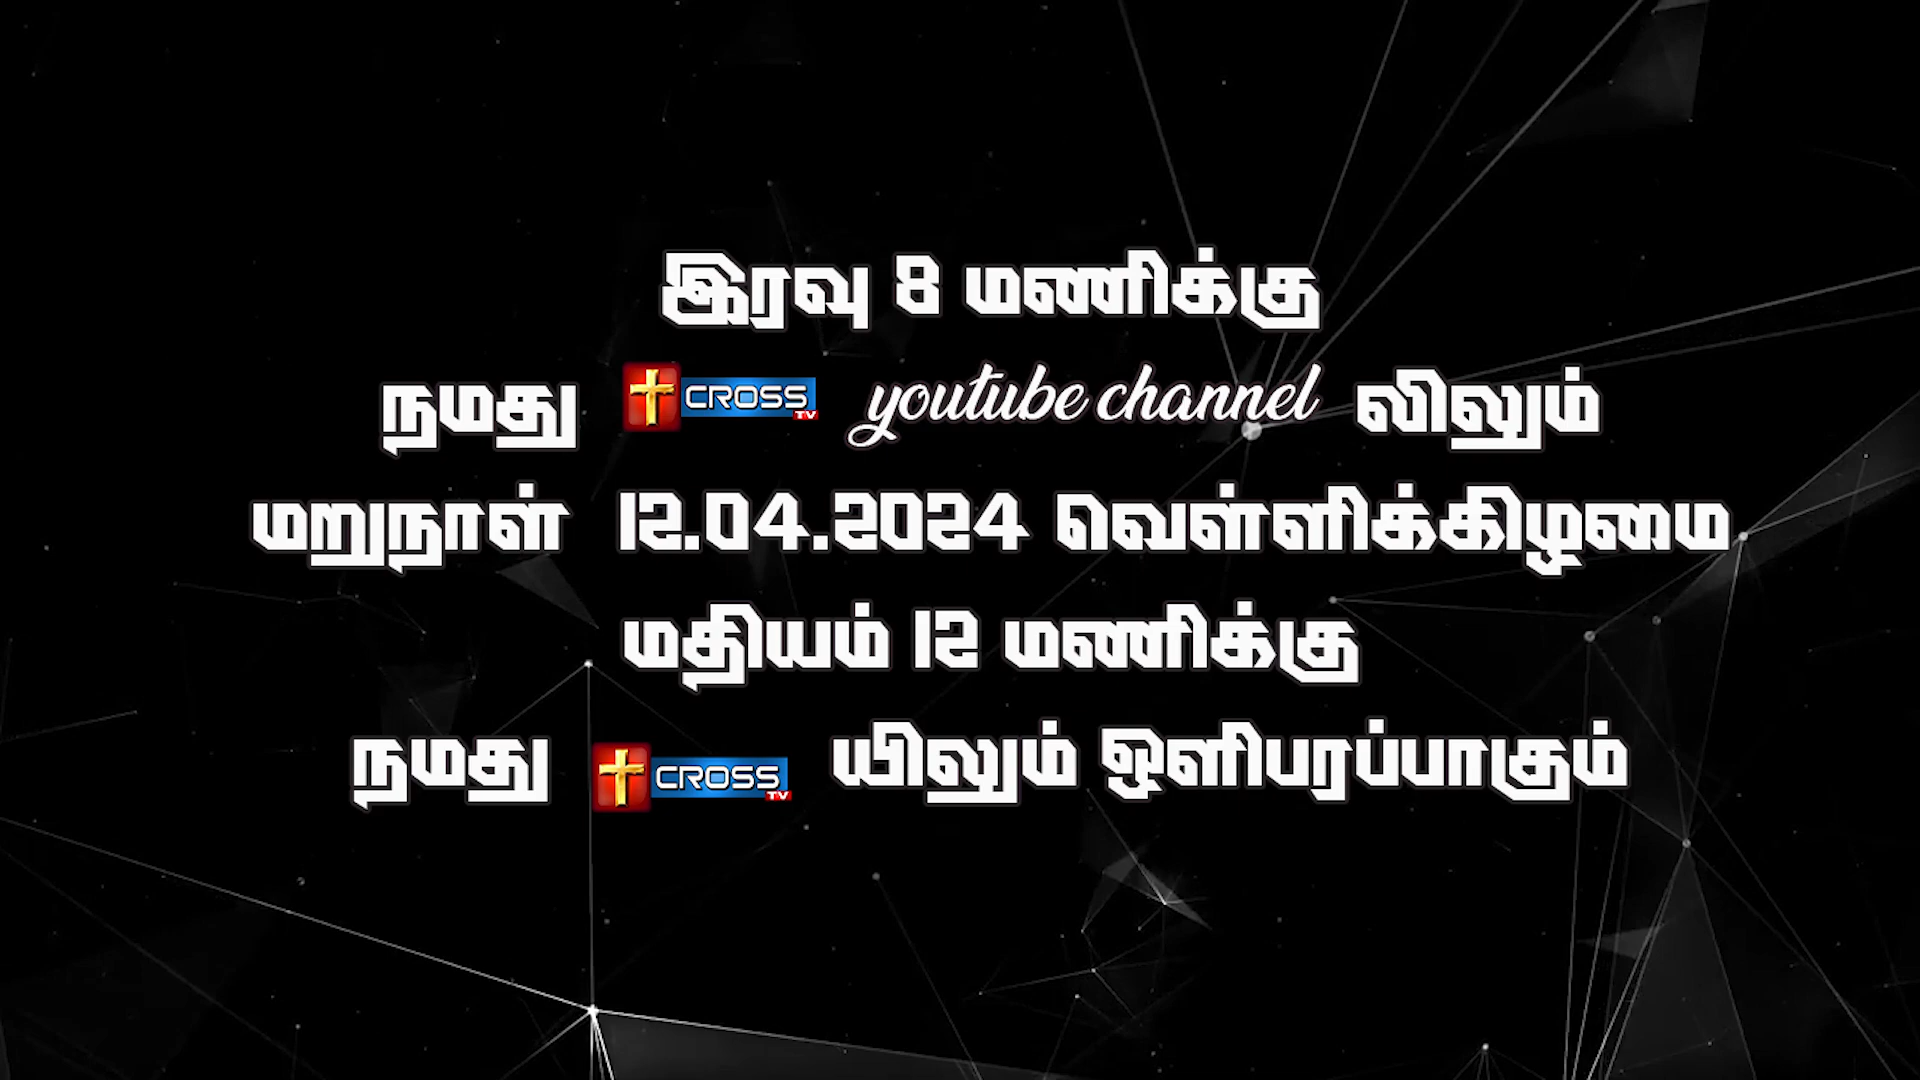 இரவு 8 மணிக்கு
நமது CROSS TV youtube channel லிலும்
மறுநாள் 12.04.2024 வெள்ளிக்கிழமை
மதியம் 12 மணிக்கு
நமது CROSS TV யிலும் ஒளிபரப்பாகும்